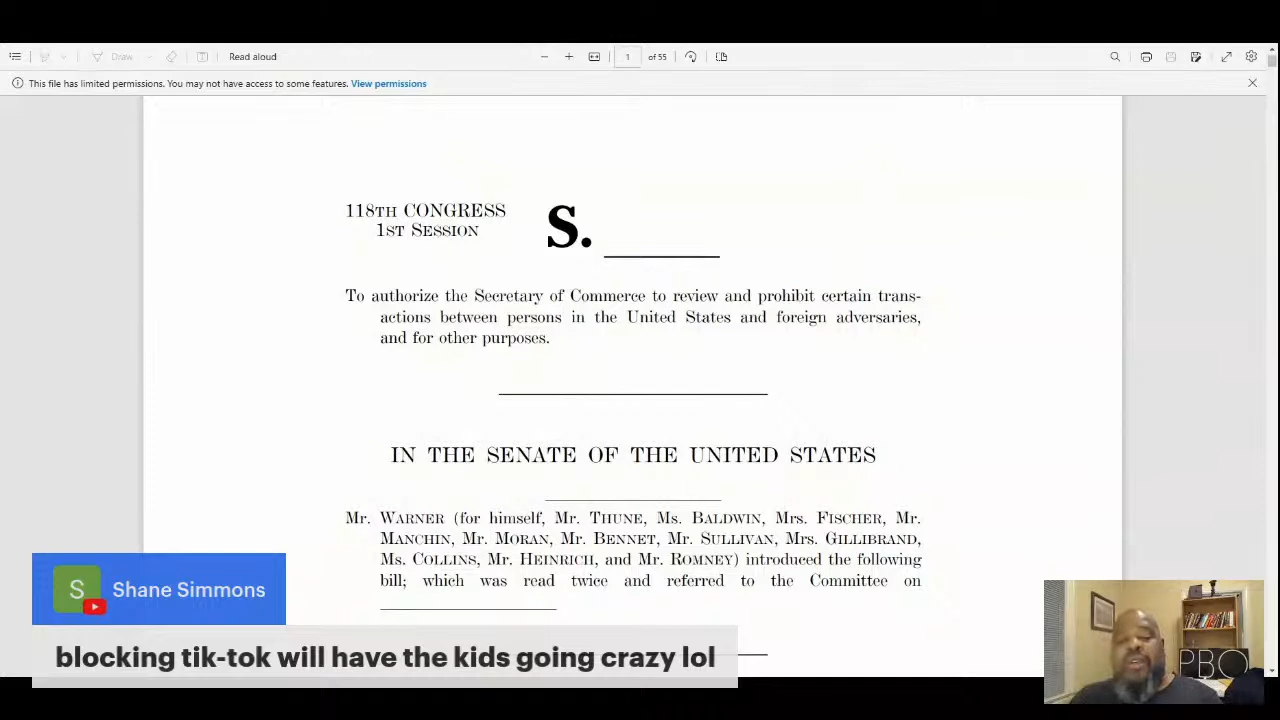 Draw
Read aloud
1
of 55
This file has limited permissions. You may not have access to some features. View permissions
118TH CONGRESS
1ST SESSION
S.
To authorize the Secretary of Commerce to review and prohibit certain trans-
actions between persons in the United States and foreign adversaries,
and for other purposes.
IN THE SENATE OF THE UNITED STATES
Mr. WARNER (for himself, Mr. THUNE, Ms. BALDWIN, Mrs. FISCHER, Mr.
MANCHIN, Mr. MORAN, Mr. BENNET, Mr. SULLIVAN, Mrs. GILLIBRAND,
Ms. COLLINS, Mr. HEINRICH, and Mr. ROMNEY) introduced the following
bill; which was read twice and referred to the Committee on
S
Shane Simmons
blocking tik-tok will have the kids going crazy lol
PBO